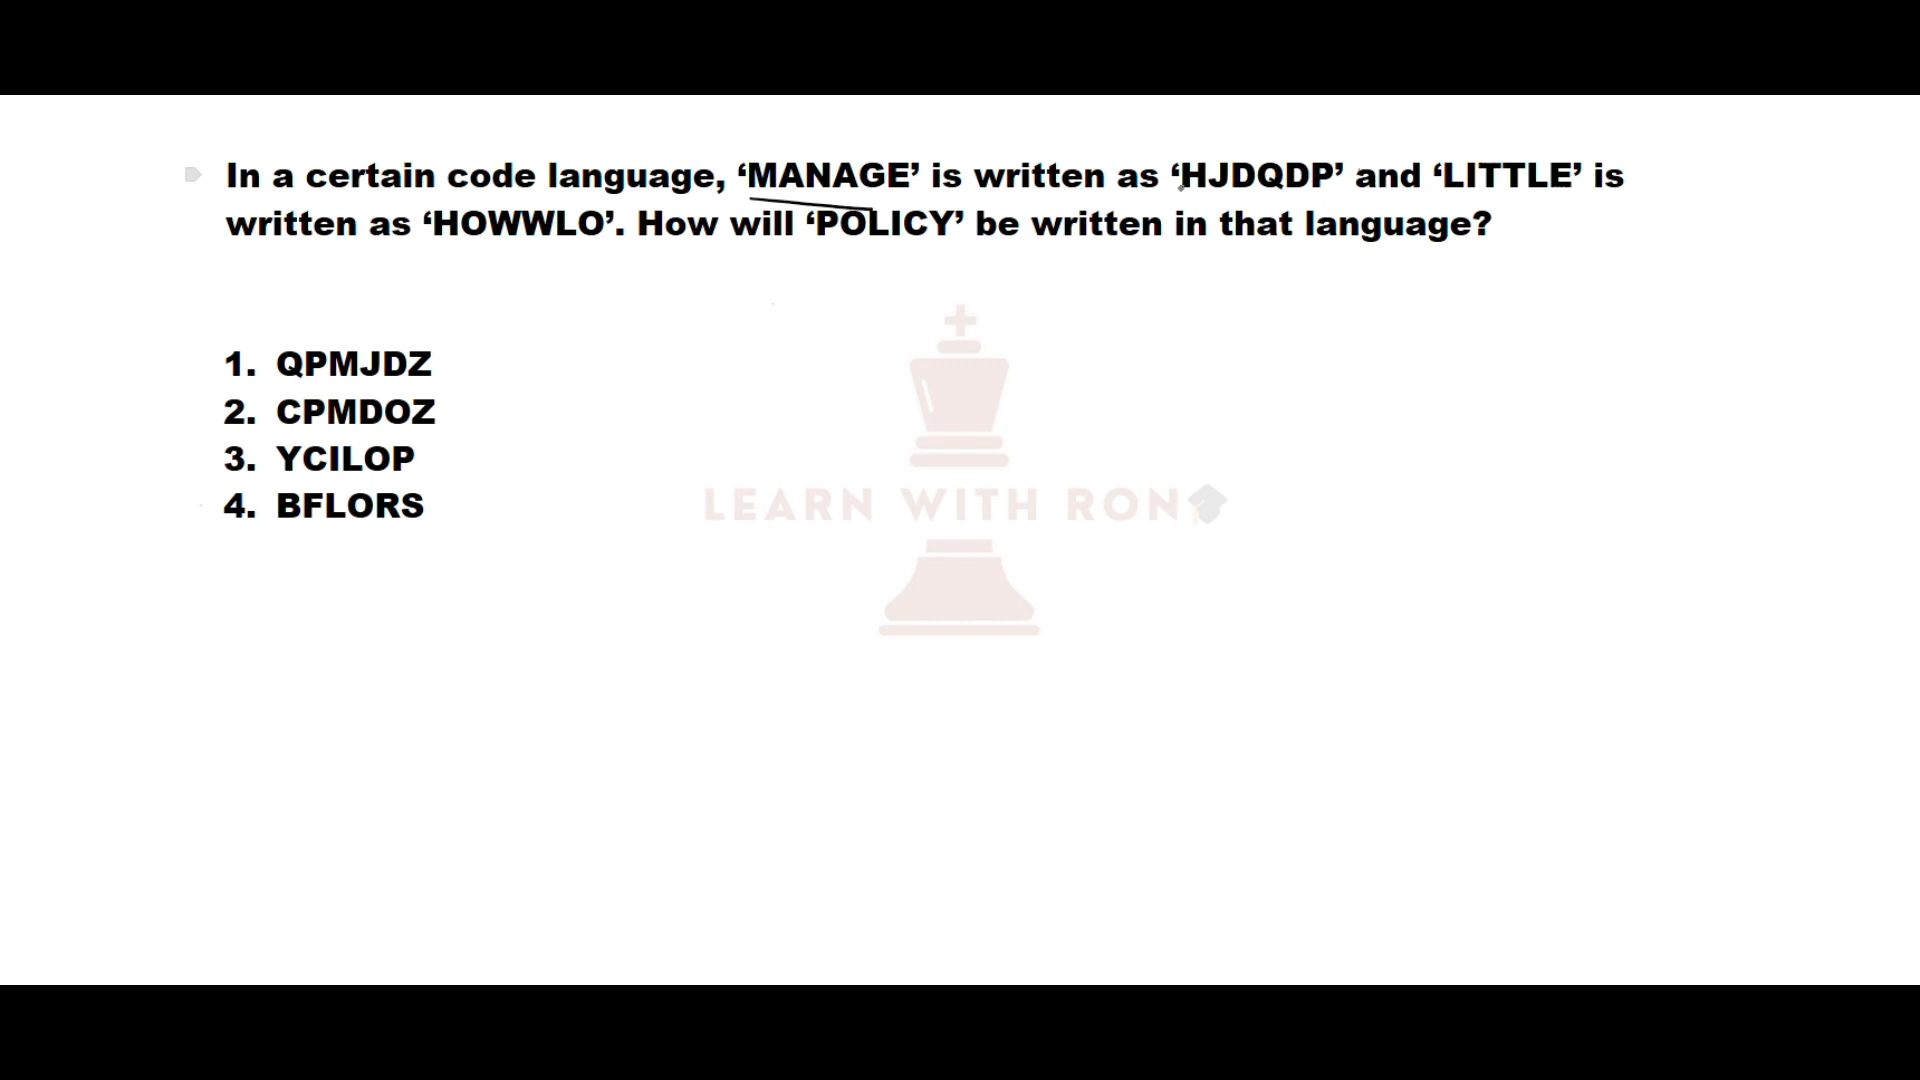 In a certain code language, ‘MANAGE’ is written as ‘HJDQDP’ and ‘LITTLE’ is
written as ‘HOWWLO’. How will ‘POLICY’ be written in that language?
1. QPMJDZ
2. CPMDOZ
3. YCILOP
4. BFLORS
LEARN WITH RON